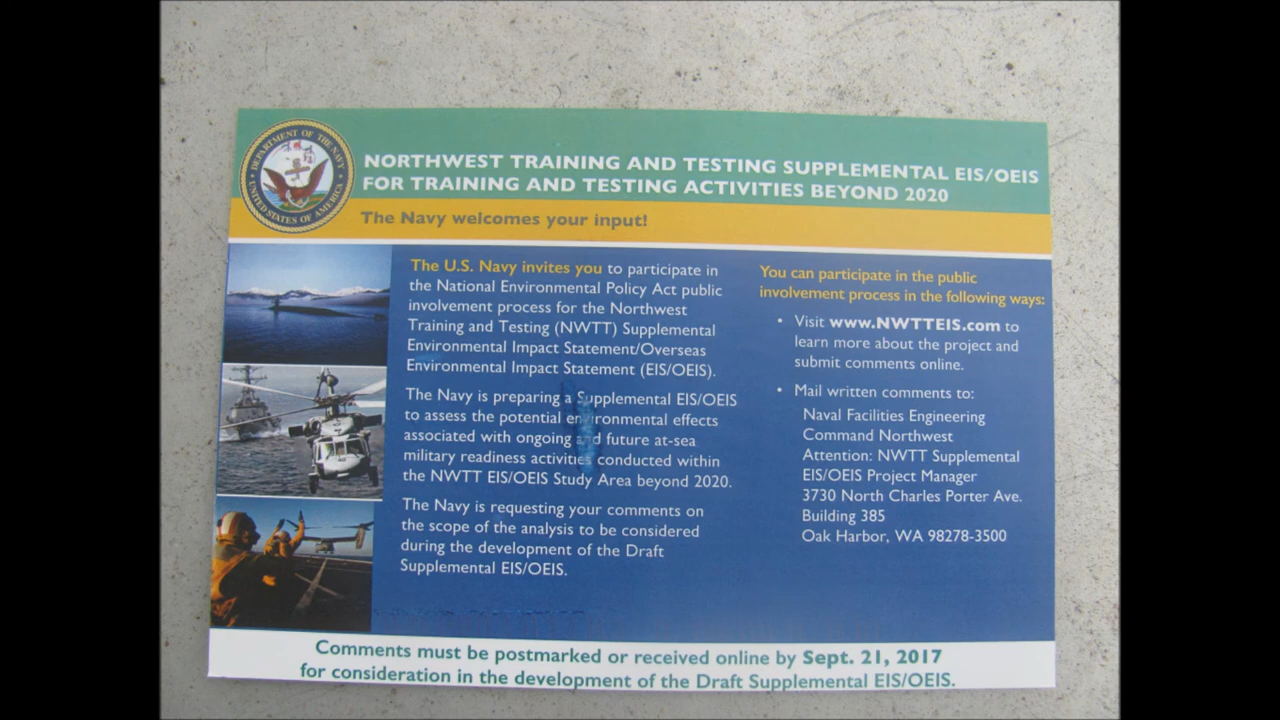 DEPARTMENT OF THE NAVY
UNITED STATES OF AMERICA
NORTHWEST TRAINING AND TESTING SUPPLEMENTAL EIS/OEIS
FOR TRAINING AND TESTING ACTIVITIES BEYOND 2020
The Navy welcomes your input!
The U.S. Navy invites you to participate in
the National Environmental Policy Act public
involvement process for the Northwest
Training and Testing (NWTT) Supplemental
Environmental Impact Statement/Overseas
Environmental Impact Statement (EIS/OEIS).
The Navy is preparing a Supplemental EIS/OEIS
to assess the potential environmental effects
associated with ongoing and future at-sea
military readiness activities conducted within
the NWTT EIS/OEIS Study Area beyond 2020.
The Navy is requesting your comments on
the scope of the analysis to be considered
during the development of the Draft
Supplemental EIS/OEIS.
You can participate in the public
involvement process in the following ways:
• Visit www.NWTTEIS.com to
learn more about the project and
submit comments online.
• Mail written comments to:
Naval Facilities Engineering
Command Northwest
Attention: NWTT Supplemental
EIS/OEIS Project Manager
3730 North Charles Porter Ave.
Building 385
Oak Harbor, WA 98278-3500
Comments must be postmarked or received online by Sept. 21, 2017
for consideration in the development of the Draft Supplemental EIS/OEIS.